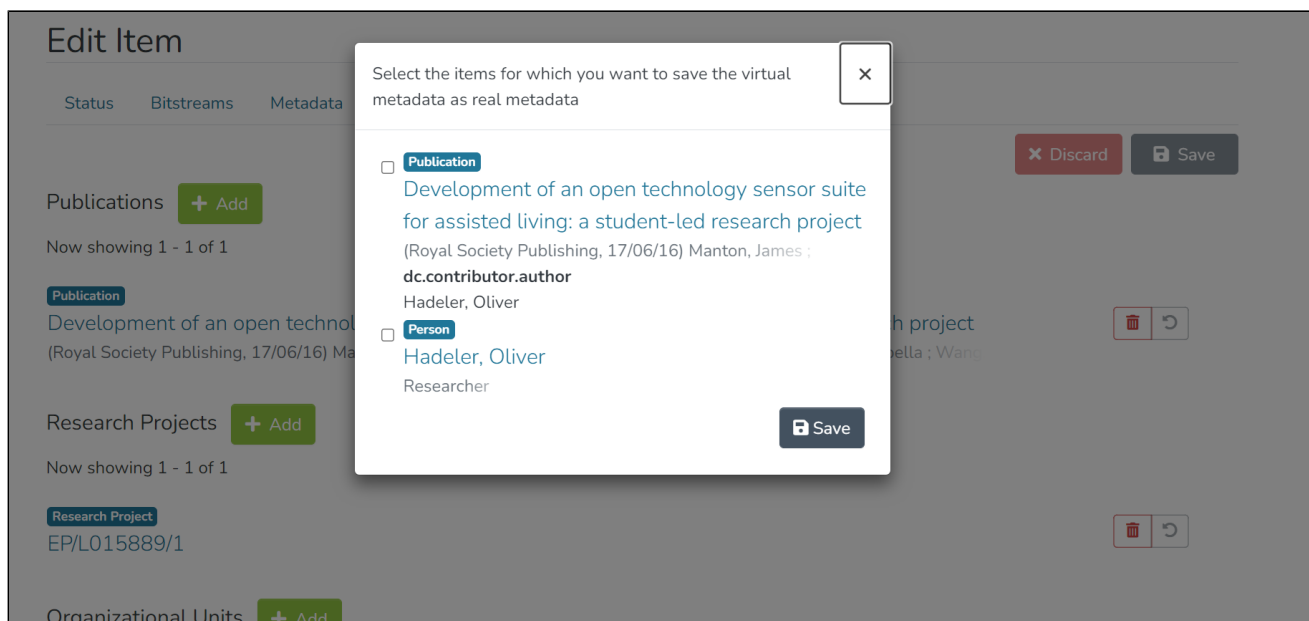 Edit Item
Select the items for which you want to save the virtual
metadata as real metadata
Status Bitstreams Metadata
Discard Save
Publication
Development of an open technology sensor suite
for assisted living: a student-led research project
(Royal Society Publishing, 17/06/16) Manton, James ;
dc.contributor.author
Hadeler, Oliver
Person
Hadeler, Oliver
Researcher
Save
Publications Add
Now showing 1 - 1 of 1
Publication
Development of an open technol h project
(Royal Society Publishing, 17/06/16) Ma bella ; Wang
Research Projects Add
Now showing 1 - 1 of 1
Research Project
EP/L015889/1
Organizational Units Add